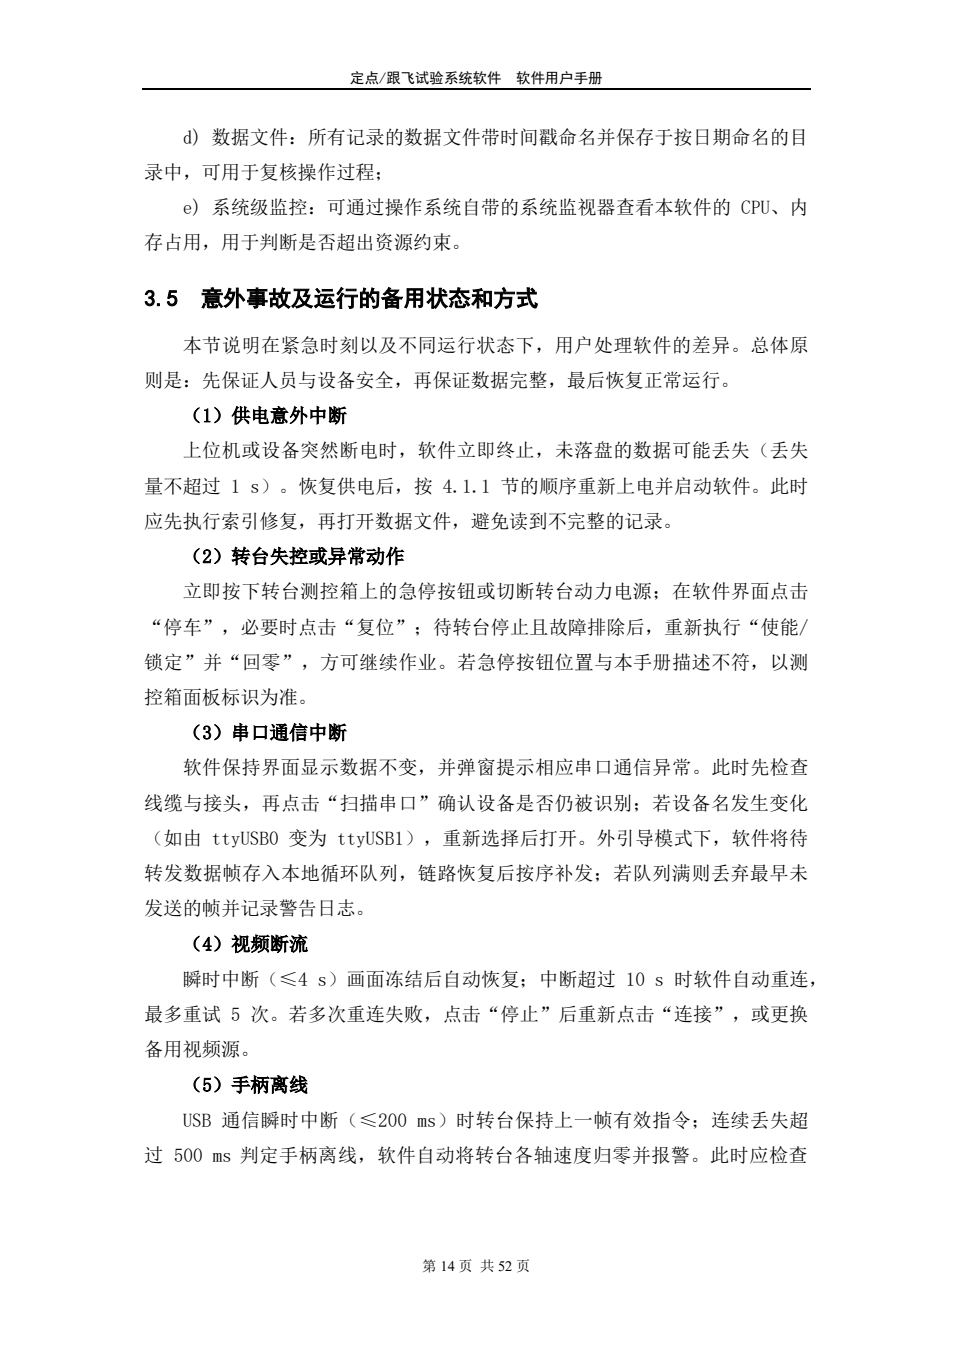 定点/跟飞试验系统软件　软件用户手册
d) 数据文件：所有记录的数据文件带时间戳命名并保存于按日期命名的目
录中，可用于复核操作过程；
e) 系统级监控：可通过操作系统自带的系统监视器查看本软件的 CPU、内
存占用，用于判断是否超出资源约束。
3.5　意外事故及运行的备用状态和方式
本节说明在紧急时刻以及不同运行状态下，用户处理软件的差异。总体原
则是：先保证人员与设备安全，再保证数据完整，最后恢复正常运行。
（1）供电意外中断
上位机或设备突然断电时，软件立即终止，未落盘的数据可能丢失（丢失
量不超过 1 s）。恢复供电后，按 4.1.1 节的顺序重新上电并启动软件。此时
应先执行索引修复，再打开数据文件，避免读到不完整的记录。
（2）转台失控或异常动作
立即按下转台测控箱上的急停按钮或切断转台动力电源；在软件界面点击
“停车”，必要时点击“复位”；待转台停止且故障排除后，重新执行“使能/
锁定”并“回零”，方可继续作业。若急停按钮位置与本手册描述不符，以测
控箱面板标识为准。
（3）串口通信中断
软件保持界面显示数据不变，并弹窗提示相应串口通信异常。此时先检查
线缆与接头，再点击“扫描串口”确认设备是否仍被识别；若设备名发生变化
（如由 ttyUSB0 变为 ttyUSB1），重新选择后打开。外引导模式下，软件将待
转发数据帧存入本地循环队列，链路恢复后按序补发；若队列满则丢弃最早未
发送的帧并记录警告日志。
（4）视频断流
瞬时中断（≤4 s）画面冻结后自动恢复；中断超过 10 s 时软件自动重连，
最多重试 5 次。若多次重连失败，点击“停止”后重新点击“连接”，或更换
备用视频源。
（5）手柄离线
USB 通信瞬时中断（≤200 ms）时转台保持上一帧有效指令；连续丢失超
过 500 ms 判定手柄离线，软件自动将转台各轴速度归零并报警。此时应检查
第 14 页 共 52 页